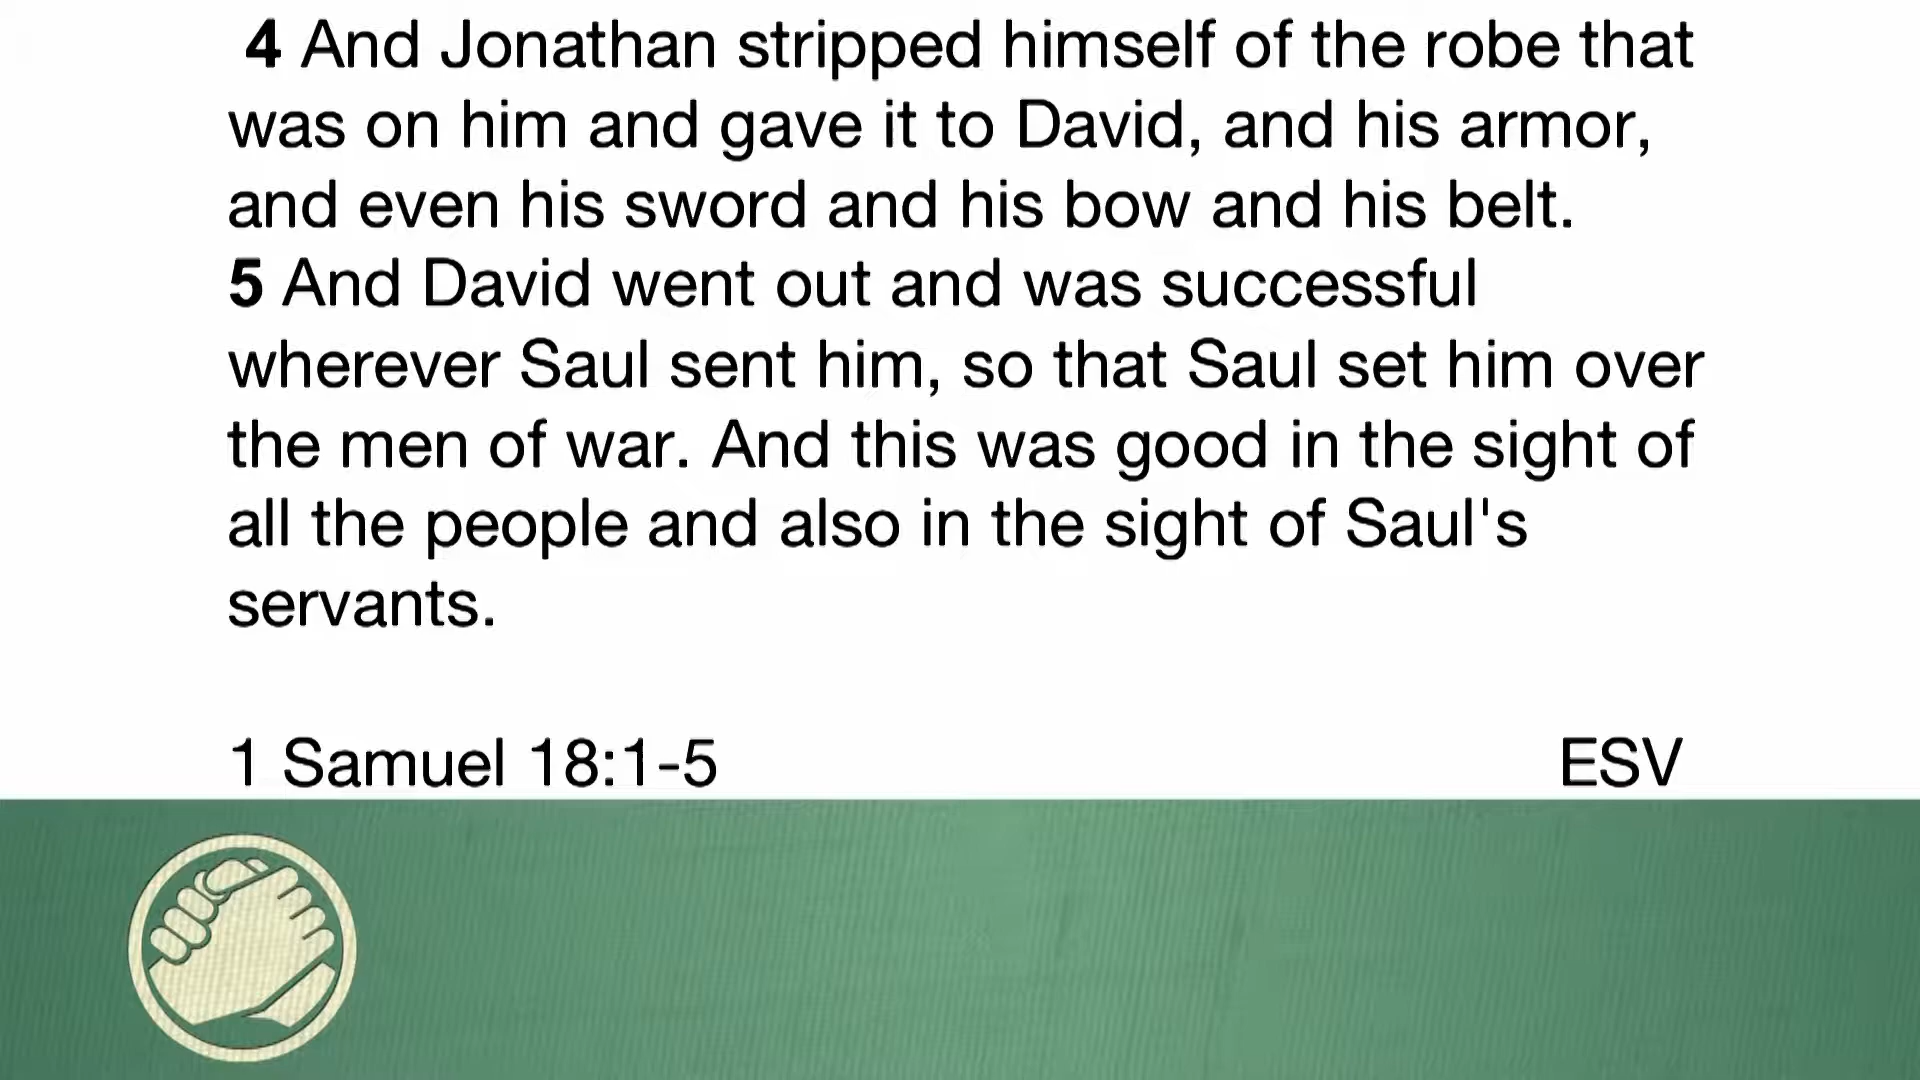 4 And Jonathan stripped himself of the robe that
was on him and gave it to David, and his armor,
and even his sword and his bow and his belt.
5 And David went out and was successful
wherever Saul sent him, so that Saul set him over
the men of war. And this was good in the sight of
all the people and also in the sight of Saul's
servants.
1 Samuel 18:1-5 ESV